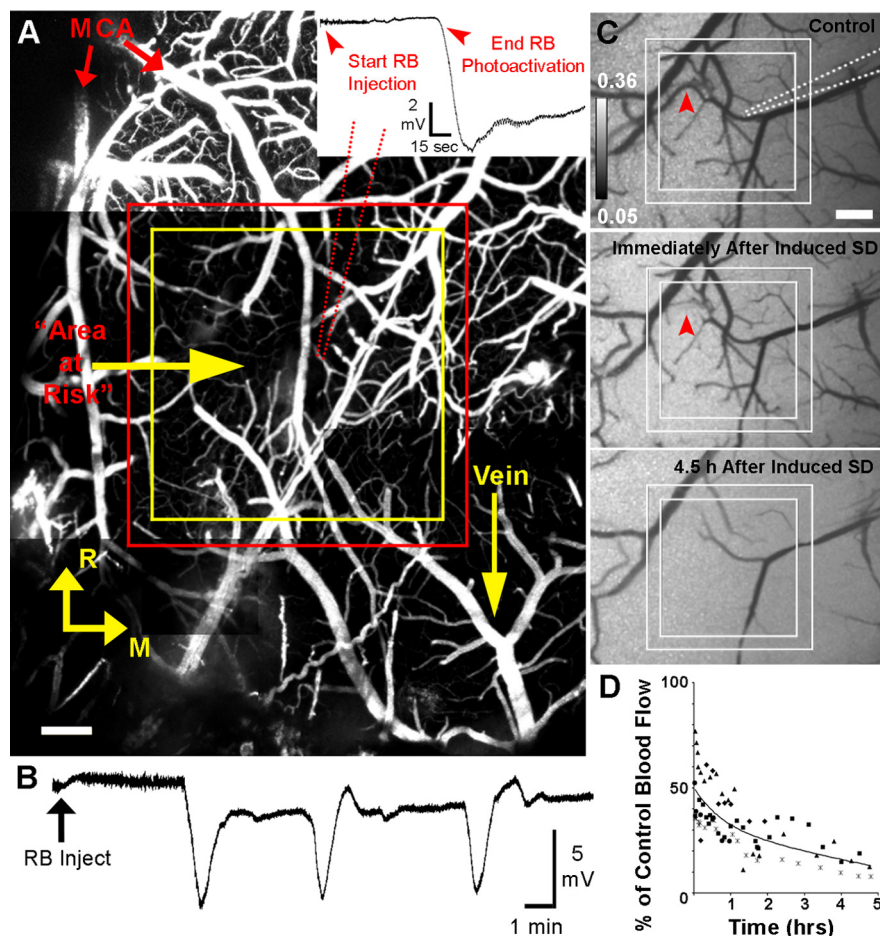 A
MCA
Start RB
Injection
End RB
Photoactivation
2
mV
15 sec
"Area
at
Risk"
Vein
R
M
B
RB Inject
5
mV
1 min
C
Control
0.36
0.05
Immediately After Induced SD
4.5 h After Induced SD
D
% of Control Blood Flow
100
50
0
0
1
2
3
4
5
Time (hrs)